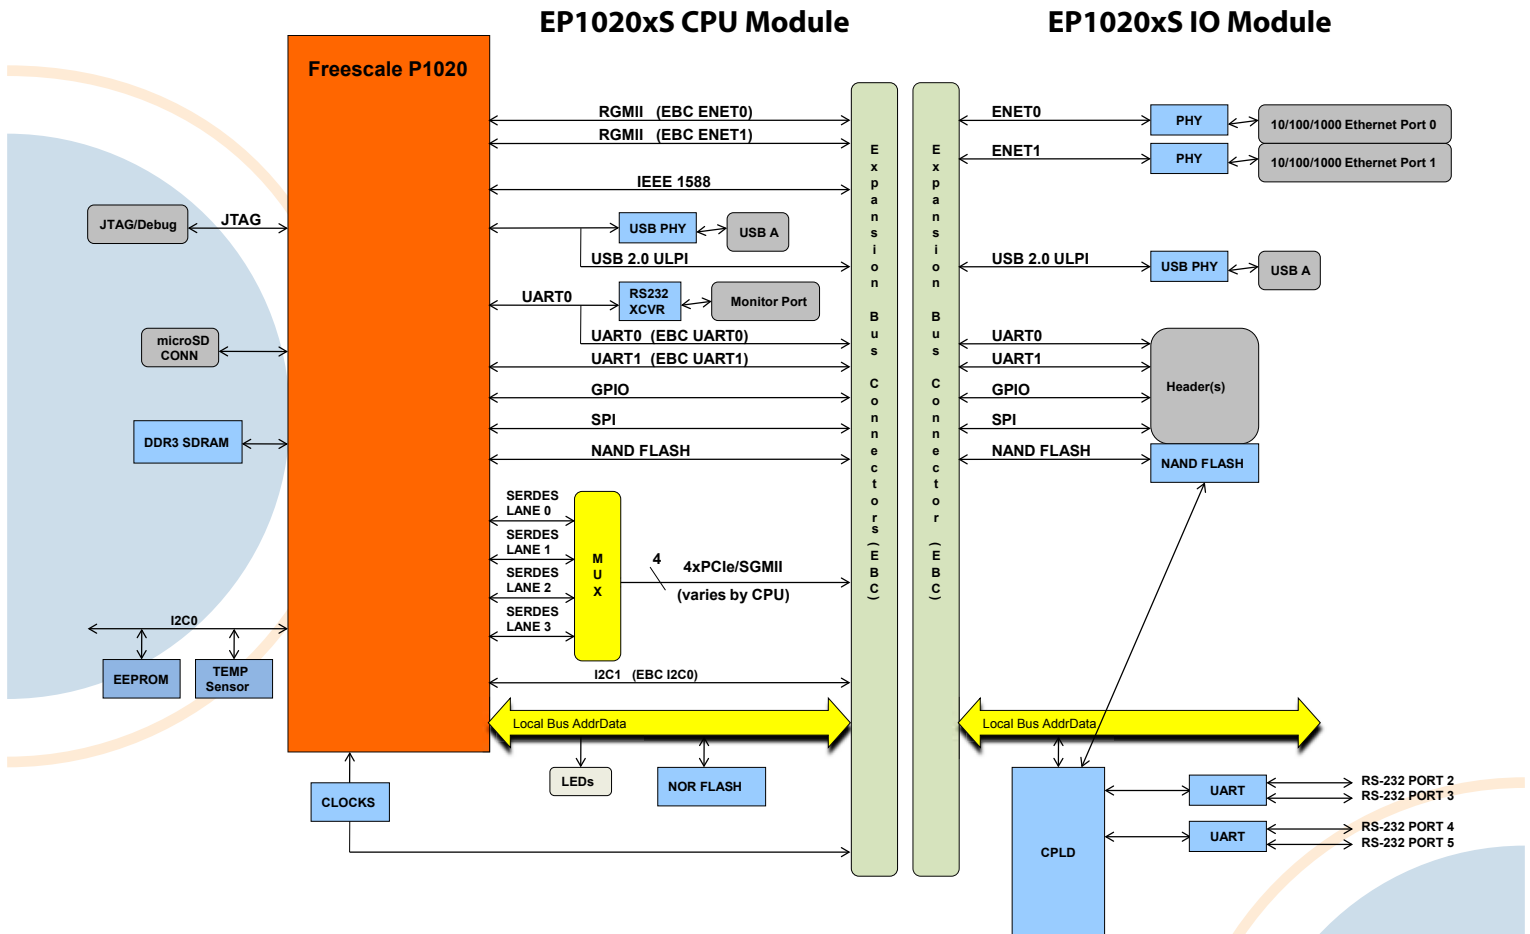 EP1020xS CPU Module
EP1020xS IO Module
Freescale P1020
RGMII (EBC ENET0)
RGMII (EBC ENET1)
IEEE 1588
JTAG/Debug
JTAG
USB PHY
USB A
USB 2.0 ULPI
UART0
RS232
XCVR
Monitor Port
microSD
CONN
UART0 (EBC UART0)
UART1 (EBC UART1)
GPIO
SPI
DDR3 SDRAM
NAND FLASH
SERDES
LANE 0
SERDES
LANE 1
SERDES
LANE 2
SERDES
LANE 3
MUX
4
4xPCIe/SGMII
(varies by CPU)
I2C0
EEPROM
TEMP
Sensor
I2C1 (EBC I2C0)
Local Bus AddrData
LEDs
NOR FLASH
CLOCKS
Expansion Bus Connectors (EBC)
Expansion Bus Connector (EBC)
ENET0
PHY
10/100/1000 Ethernet Port 0
ENET1
PHY
10/100/1000 Ethernet Port 1
USB 2.0 ULPI
USB PHY
USB A
UART0
UART1
GPIO
SPI
Header(s)
NAND FLASH
NAND FLASH
Local Bus AddrData
CPLD
UART
RS-232 PORT 2
RS-232 PORT 3
UART
RS-232 PORT 4
RS-232 PORT 5